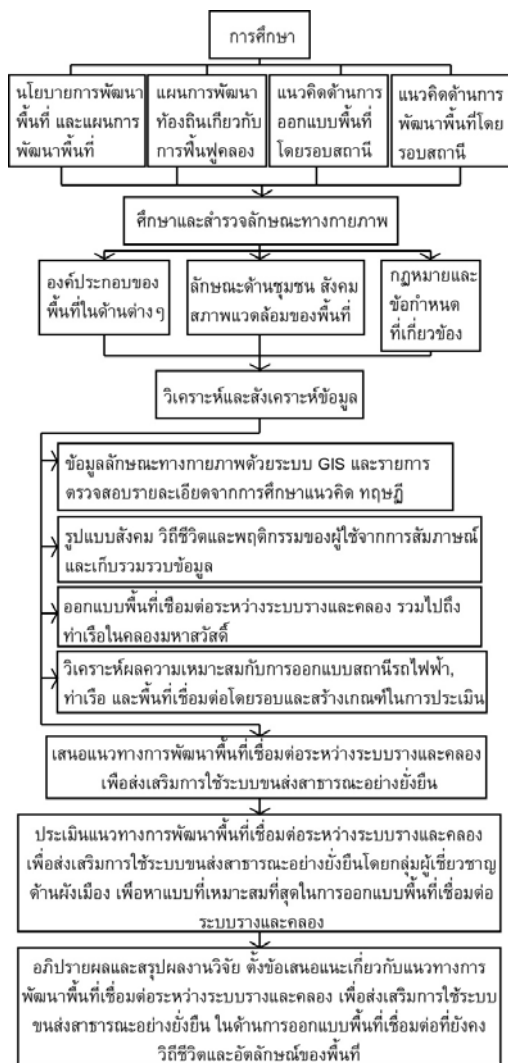 การศึกษา
นโยบายการพัฒนา
พื้นที่ และแผนการ
พัฒนาพื้นที่
แผนการพัฒนา
ท้องถิ่นเกี่ยวกับ
การฟื้นฟูคลอง
แนวคิดด้านการ
ออกแบบพื้นที่
โดยรอบสถานี
แนวคิดด้านการ
พัฒนาพื้นที่โดย
รอบสถานี
ศึกษาและสำรวจลักษณะทางกายภาพ
องค์ประกอบของ
พื้นที่ในด้านต่างๆ
ลักษณะด้านชุมชน สังคม
สภาพแวดล้อมของพื้นที่
กฎหมายและ
ข้อกำหนด
ที่เกี่ยวข้อง
วิเคราะห์และสังเคราะห์ข้อมูล
ข้อมูลลักษณะทางกายภาพด้วยระบบ GIS และรายการ
ตรวจสอบรายละเอียดจากการศึกษาแนวคิด ทฤษฎี
รูปแบบสังคม วิถีชีวิตและพฤติกรรมของผู้ใช้จากการสัมภาษณ์
และเก็บรวมรวบข้อมูล
ออกแบบพื้นที่เชื่อมต่อระหว่างระบบรางและคลอง รวมไปถึง
ท่าเรือในคลองมหาสวัสดิ์
วิเคราะห์ผลความเหมาะสมกับการออกแบบสถานีรถไฟฟ้า,
ท่าเรือ และพื้นที่เชื่อมต่อโดยรอบและสร้างเกณฑ์ในการประเมิน
เสนอแนวทางการพัฒนาพื้นที่เชื่อมต่อระหว่างระบบรางและคลอง
เพื่อส่งเสริมการใช้ระบบขนส่งสาธารณะอย่างยั่งยืน
ประเมินแนวทางการพัฒนาพื้นที่เชื่อมต่อระหว่างระบบรางและคลอง
เพื่อส่งเสริมการใช้ระบบขนส่งสาธารณะอย่างยั่งยืนโดยกลุ่มผู้เชี่ยวชาญ
ด้านผังเมือง เพื่อหาแบบที่เหมาะสมที่สุดในการออกแบบพื้นที่เชื่อมต่อ
ระบบรางและคลอง
อภิปรายผลและสรุปผลงานวิจัย ตั้งข้อเสนอแนะเกี่ยวกับแนวทางการ
พัฒนาพื้นที่เชื่อมต่อระหว่างระบบรางและคลอง เพื่อส่งเสริมการใช้ระบบ
ขนส่งสาธารณะอย่างยั่งยืน ในด้านการออกแบบพื้นที่เชื่อมต่อที่ยังคง
วิถีชีวิตและอัตลักษณ์ของพื้นที่